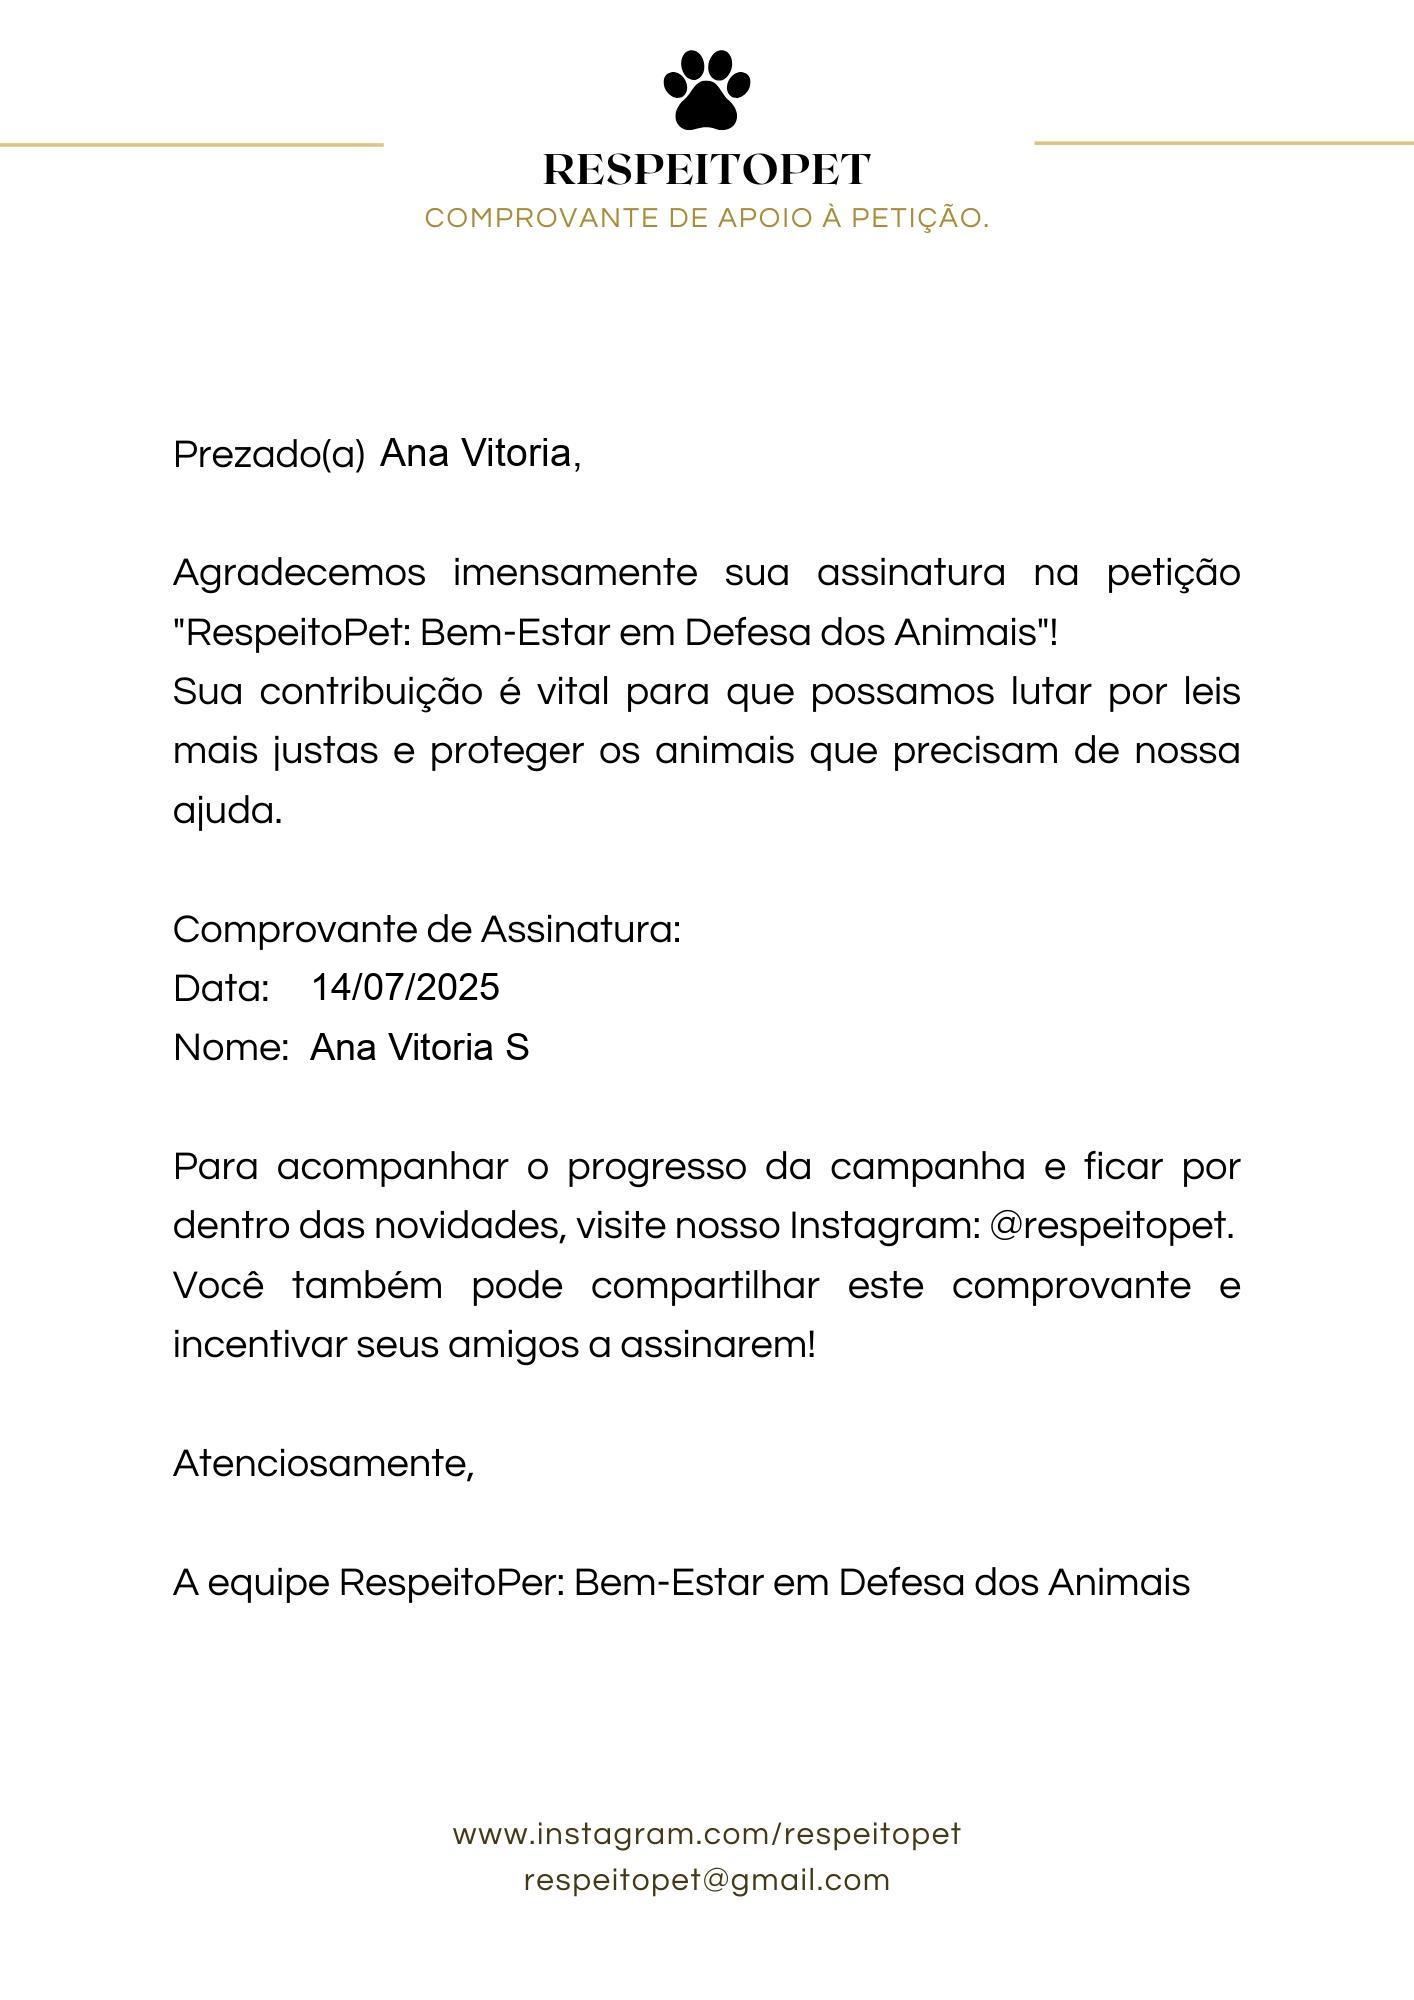 RESPEITOPET
COMPROVANTE DE APOIO À PETIÇÃO.
Prezado(a) Ana Vitoria,
Agradecemos imensamente sua assinatura na petição
"RespeitoPet: Bem-Estar em Defesa dos Animais"!
Sua contribuição é vital para que possamos lutar por leis
mais justas e proteger os animais que precisam de nossa
ajuda.
Comprovante de Assinatura:
Data: 14/07/2025
Nome: Ana Vitoria S
Para acompanhar o progresso da campanha e ficar por
dentro das novidades, visite nosso Instagram: @respeitopet.
Você também pode compartilhar este comprovante e
incentivar seus amigos a assinarem!
Atenciosamente,
A equipe RespeitoPer: Bem-Estar em Defesa dos Animais
www.instagram.com/respeitopet
respeitopet@gmail.com